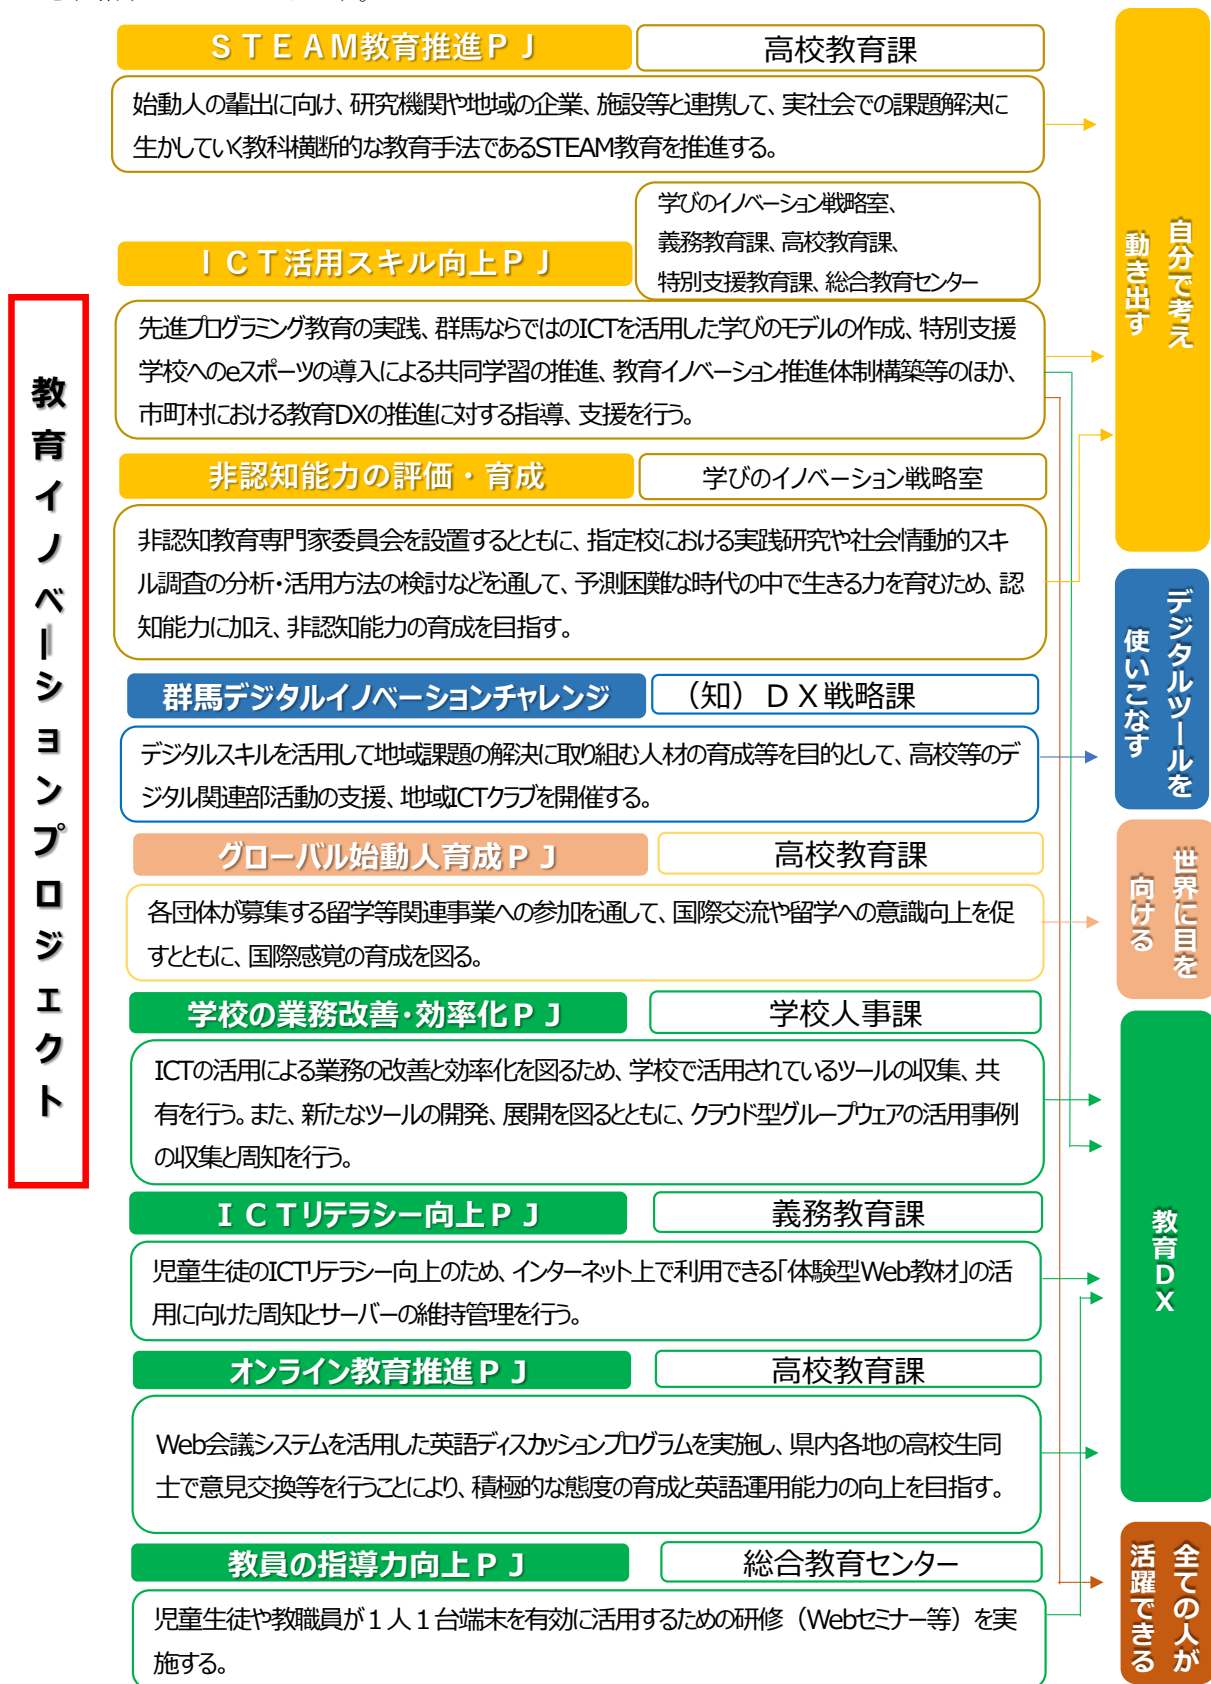 教育イノベーションプロジェクト
ＳＴＥＡＭ教育推進ＰＪ
高校教育課
始動人の輩出に向け、研究機関や地域の企業、施設等と連携して、実社会での課題解決に
生かしていく教科横断的な教育手法であるSTEAM教育を推進する。
ＩＣＴ活用スキル向上ＰＪ
学びのイノベーション戦略室、
義務教育課、高校教育課、
特別支援教育課、総合教育センター
先進プログラミング教育の実践、群馬ならではのICTを活用した学びのモデルの作成、特別支援
学校へのeスポーツの導入による共同学習の推進、教育イノベーション推進体制構築等のほか、
市町村における教育DXの推進に対する指導、支援を行う。
非認知能力の評価・育成
学びのイノベーション戦略室
非認知教育専門家委員会を設置するとともに、指定校における実践研究や社会情動的スキ
ル調査の分析・活用方法の検討などを通して、予測困難な時代の中で生きる力を育むため、認
知能力に加え、非認知能力の育成を目指す。
群馬デジタルイノベーションチャレンジ
（知）ＤＸ戦略課
デジタルスキルを活用して地域課題の解決に取り組む人材の育成等を目的として、高校等のデ
ジタル関連部活動の支援、地域ICTクラブを開催する。
グローバル始動人育成ＰＪ
高校教育課
各団体が募集する留学等関連事業への参加を通して、国際交流や留学への意識向上を促
すとともに、国際感覚の育成を図る。
学校の業務改善・効率化ＰＪ
学校人事課
ICTの活用による業務の改善と効率化を図るため、学校で活用されているツールの収集、共
有を行う。また、新たなツールの開発、展開を図るとともに、クラウド型グループウェアの活用事例
の収集と周知を行う。
ＩＣＴリテラシー向上ＰＪ
義務教育課
児童生徒のICTリテラシー向上のため、インターネット上で利用できる「体験型Web教材」の活
用に向けた周知とサーバーの維持管理を行う。
オンライン教育推進ＰＪ
高校教育課
Web会議システムを活用した英語ディスカッションプログラムを実施し、県内各地の高校生同
士で意見交換等を行うことにより、積極的な態度の育成と英語運用能力の向上を目指す。
教員の指導力向上ＰＪ
総合教育センター
児童生徒や教職員が１人１台端末を有効に活用するための研修（Webセミナー等）を実
施する。
自分で考え
動き出す
デジタルツールを
使いこなす
世界に目を
向ける
教育ＤＸ
全ての人が
活躍できる